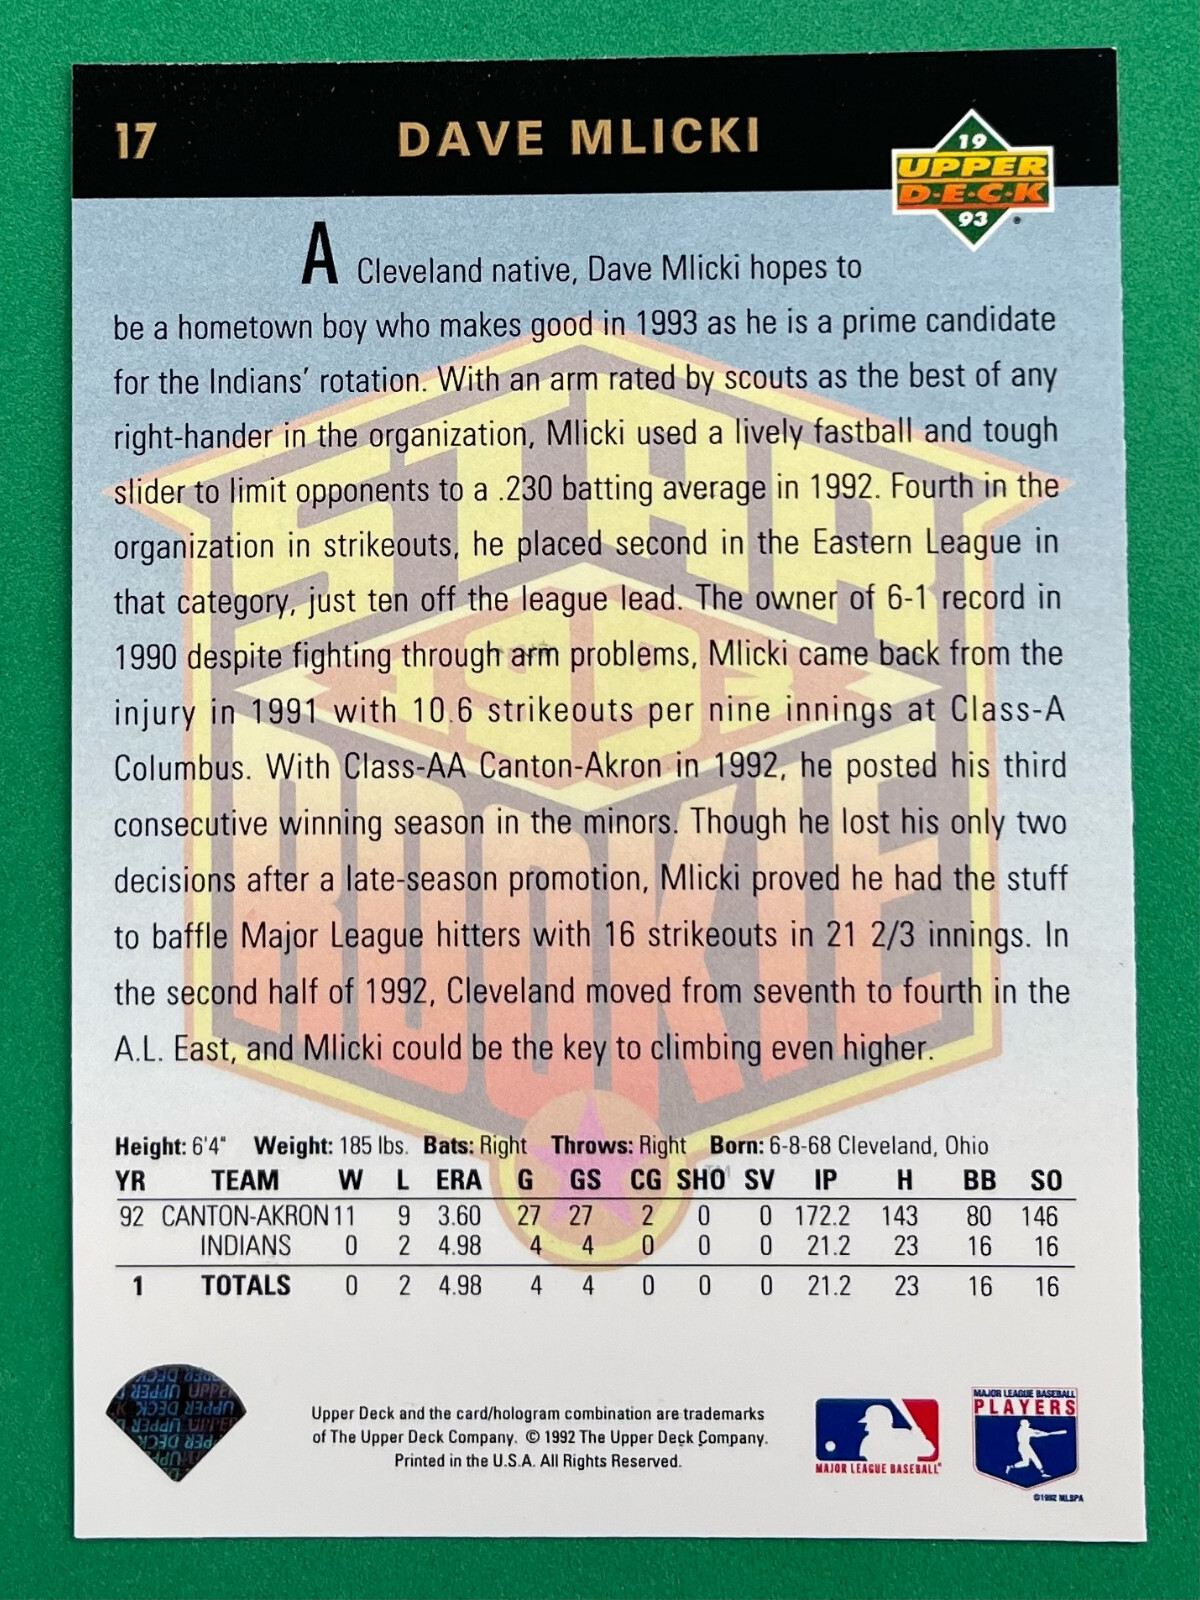 17 DAVE MLICKI
19
UPPER
D·E·C·K
93
A Cleveland native, Dave Mlicki hopes to
be a hometown boy who makes good in 1993 as he is a prime candidate
for the Indians' rotation. With an arm rated by scouts as the best of any
right-hander in the organization, Mlicki used a lively fastball and tough
slider to limit opponents to a .230 batting average in 1992. Fourth in the
organization in strikeouts, he placed second in the Eastern League in
that category, just ten off the league lead. The owner of 6-1 record in
1990 despite fighting through arm problems, Mlicki came back from the
injury in 1991 with 10.6 strikeouts per nine innings at Class-A
Columbus. With Class-AA Canton-Akron in 1992, he posted his third
consecutive winning season in the minors. Though he lost his only two
decisions after a late-season promotion, Mlicki proved he had the stuff
to baffle Major League hitters with 16 strikeouts in 21 2/3 innings. In
the second half of 1992, Cleveland moved from seventh to fourth in the
A.L. East, and Mlicki could be the key to climbing even higher.
STAR
1993
ROOKIE
TM
Height: 6'4" Weight: 185 lbs. Bats: Right Throws: Right Born: 6-8-68 Cleveland, Ohio
YR TEAM W L ERA G GS CG SHO SV IP H BB SO
92 CANTON-AKRON 11 9 3.60 27 27 2 0 0 172.2 143 80 146
INDIANS 0 2 4.98 4 4 0 0 0 21.2 23 16 16
1 TOTALS 0 2 4.98 4 4 0 0 0 21.2 23 16 16
Upper Deck and the card/hologram combination are trademarks
of The Upper Deck Company. © 1992 The Upper Deck Company.
Printed in the U.S.A. All Rights Reserved.
UPPER DECK
MAJOR LEAGUE BASEBALL
MAJOR LEAGUE BASEBALL
PLAYERS
©1992 MLBPA